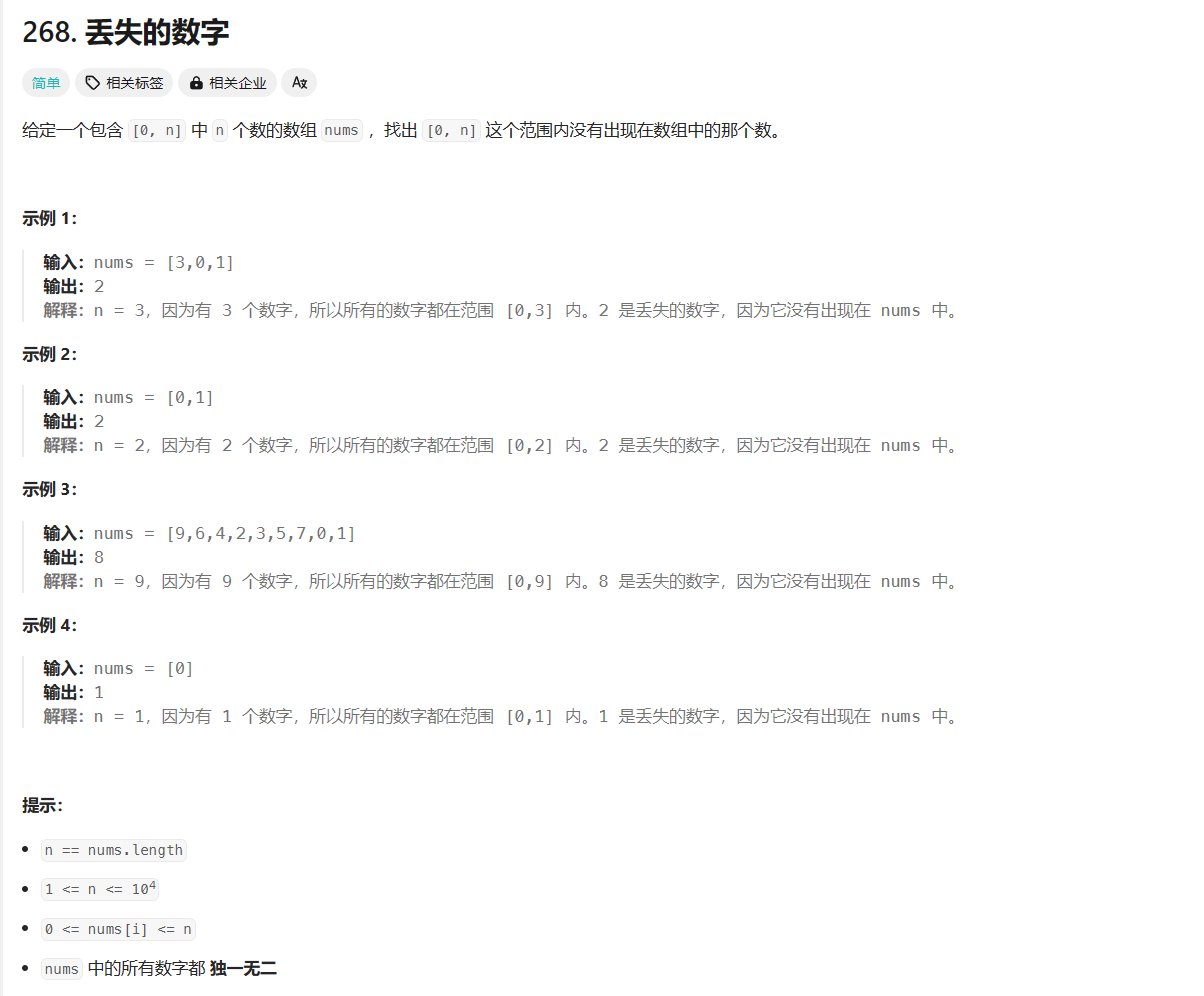 268. 丢失的数字
简单 相关标签 相关企业 Az
给定一个包含 [0, n] 中 n 个数的数组 nums ，找出 [0, n] 这个范围内没有出现在数组中的那个数。
示例 1：
输入：nums = [3,0,1]
输出：2
解释：n = 3，因为有 3 个数字，所以所有的数字都在范围 [0,3] 内。2 是丢失的数字，因为它没有出现在 nums 中。
示例 2：
输入：nums = [0,1]
输出：2
解释：n = 2，因为有 2 个数字，所以所有的数字都在范围 [0,2] 内。2 是丢失的数字，因为它没有出现在 nums 中。
示例 3：
输入：nums = [9,6,4,2,3,5,7,0,1]
输出：8
解释：n = 9，因为有 9 个数字，所以所有的数字都在范围 [0,9] 内。8 是丢失的数字，因为它没有出现在 nums 中。
示例 4：
输入：nums = [0]
输出：1
解释：n = 1，因为有 1 个数字，所以所有的数字都在范围 [0,1] 内。1 是丢失的数字，因为它没有出现在 nums 中。
提示：
n == nums.length
1 <= n <= 10⁴
0 <= nums[i] <= n
nums 中的所有数字都 独一无二